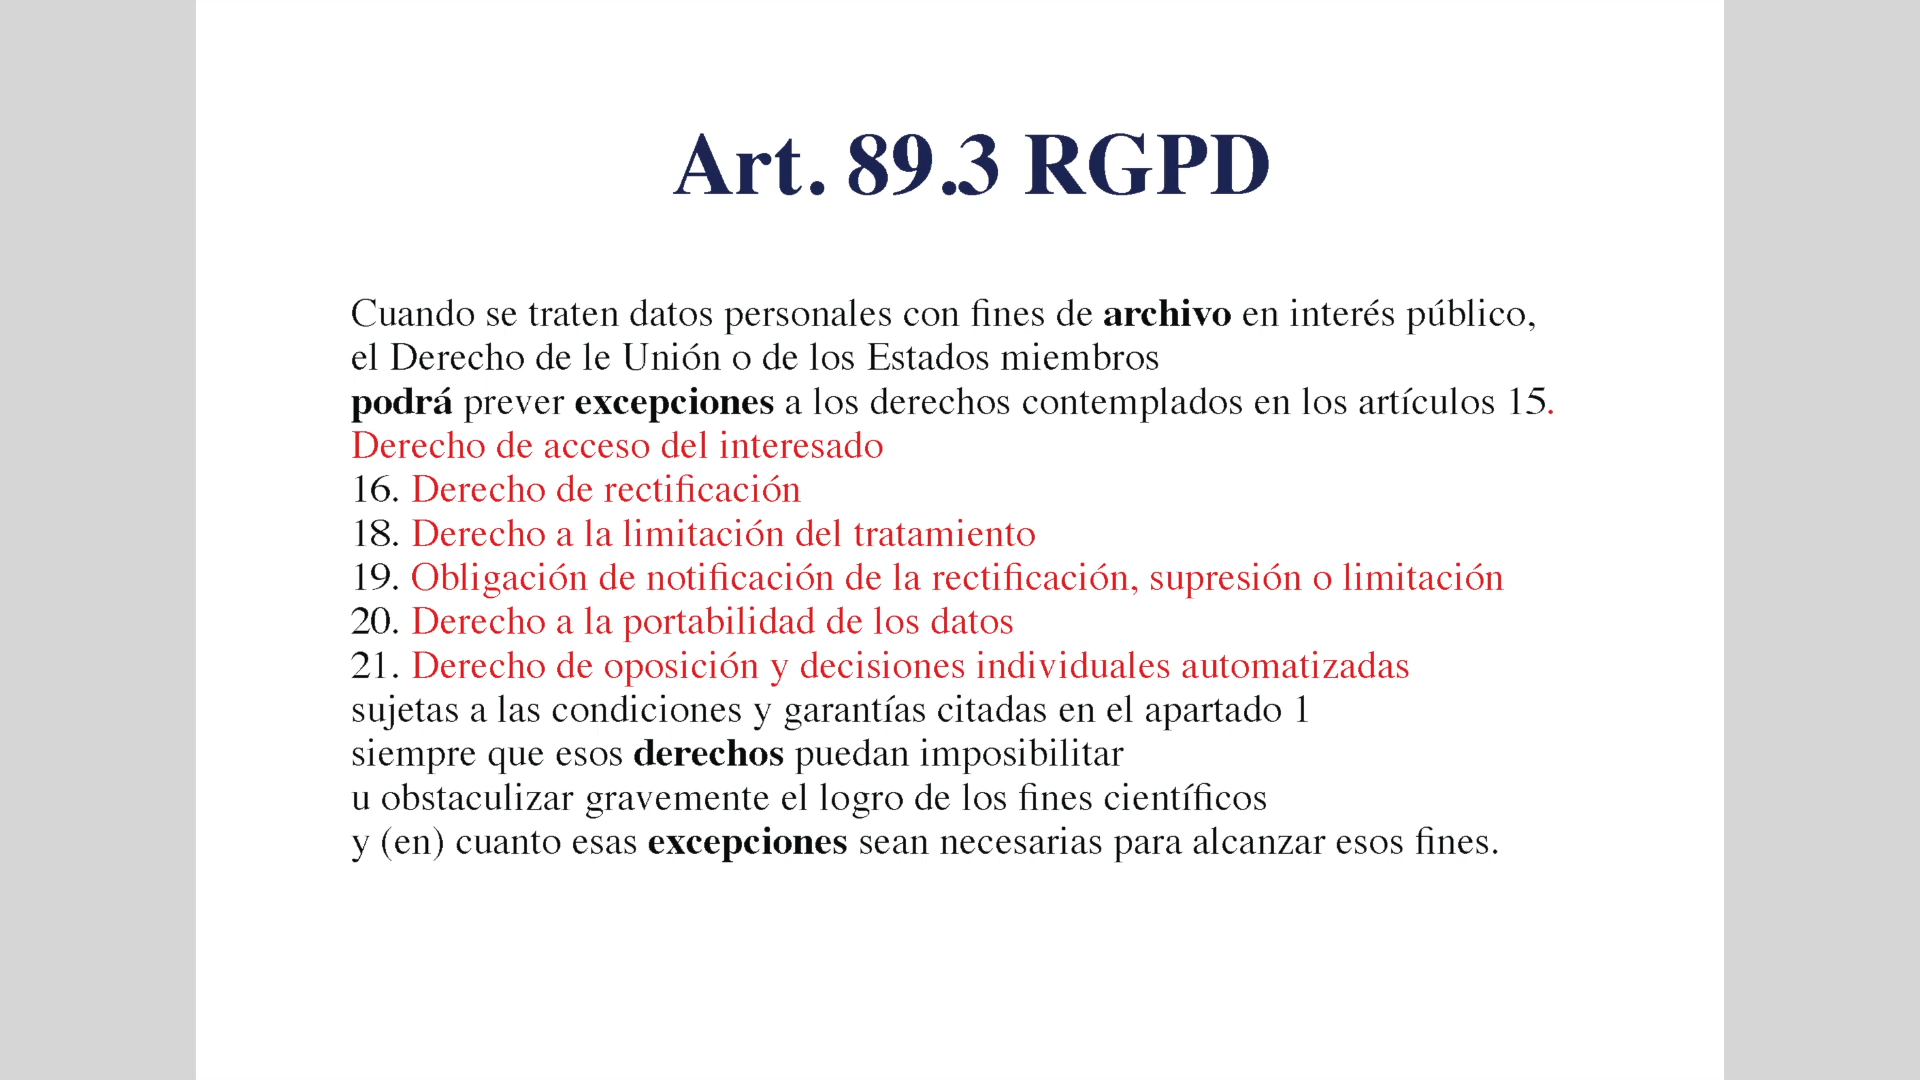 Art. 89.3 RGPD
Cuando se traten datos personales con fines de archivo en interés público,
el Derecho de le Unión o de los Estados miembros
podrá prever excepciones a los derechos contemplados en los artículos 15.
Derecho de acceso del interesado
16. Derecho de rectificación
18. Derecho a la limitación del tratamiento
19. Obligación de notificación de la rectificación, supresión o limitación
20. Derecho a la portabilidad de los datos
21. Derecho de oposición y decisiones individuales automatizadas
sujetas a las condiciones y garantías citadas en el apartado 1
siempre que esos derechos puedan imposibilitar
u obstaculizar gravemente el logro de los fines científicos
y (en) cuanto esas excepciones sean necesarias para alcanzar esos fines.